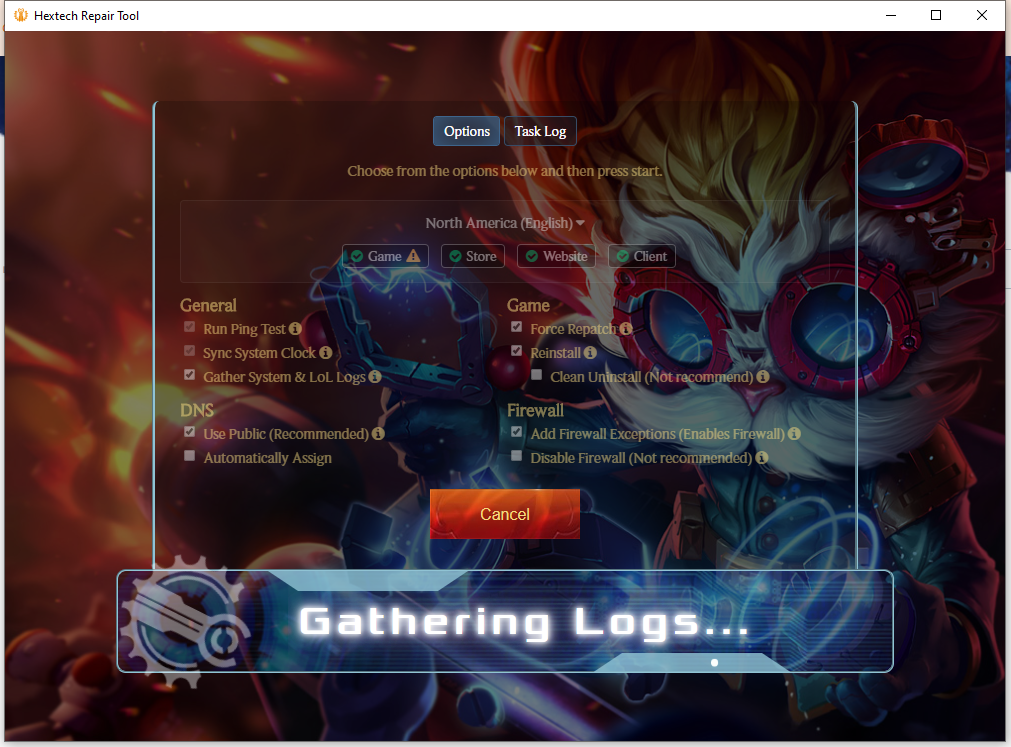 Hextech Repair Tool
Options Task Log
Choose from the options below and then press start.
North America (English)
Game Store Website Client
General
Run Ping Test
Sync System Clock
Gather System & LoL Logs
Game
Force Repatch
Reinstall
Clean Uninstall (Not recommend)
DNS
Use Public (Recommended)
Automatically Assign
Firewall
Add Firewall Exceptions (Enables Firewall)
Disable Firewall (Not recommended)
Cancel
Gathering Logs...